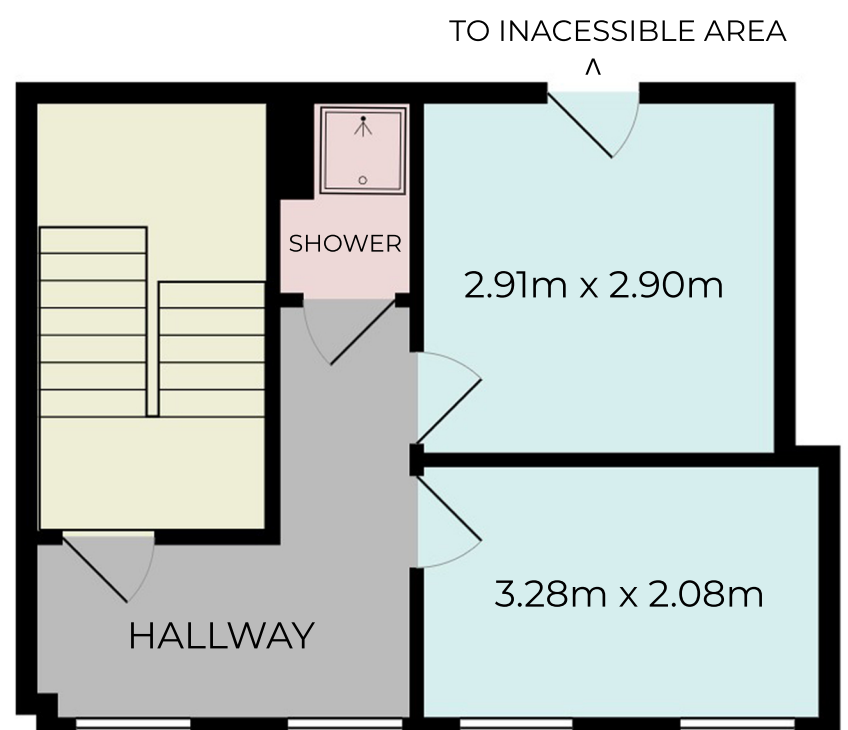 TO INACESSIBLE AREA
^
SHOWER
2.91m x 2.90m
3.28m x 2.08m
HALLWAY